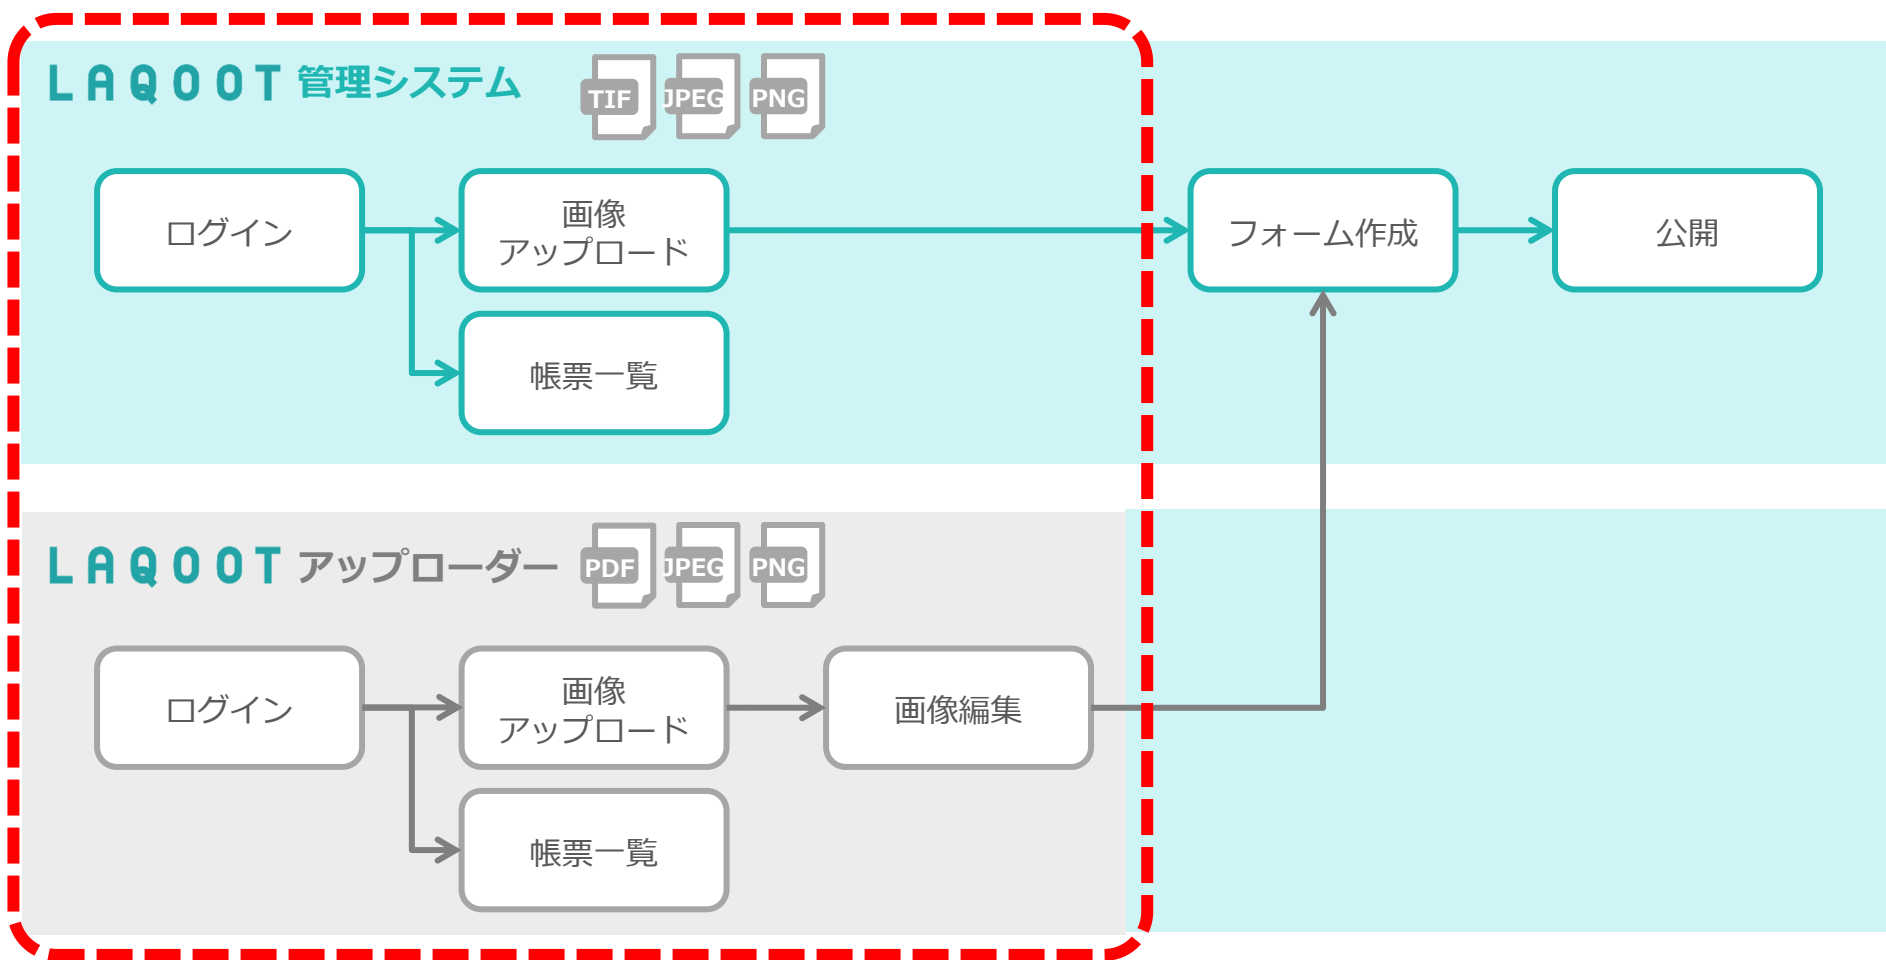 LAQOOT 管理システム
TIF
JPEG
PNG
ログイン
画像
アップロード
フォーム作成
公開
帳票一覧
LAQOOT アップローダー
PDF
JPEG
PNG
ログイン
画像
アップロード
画像編集
帳票一覧